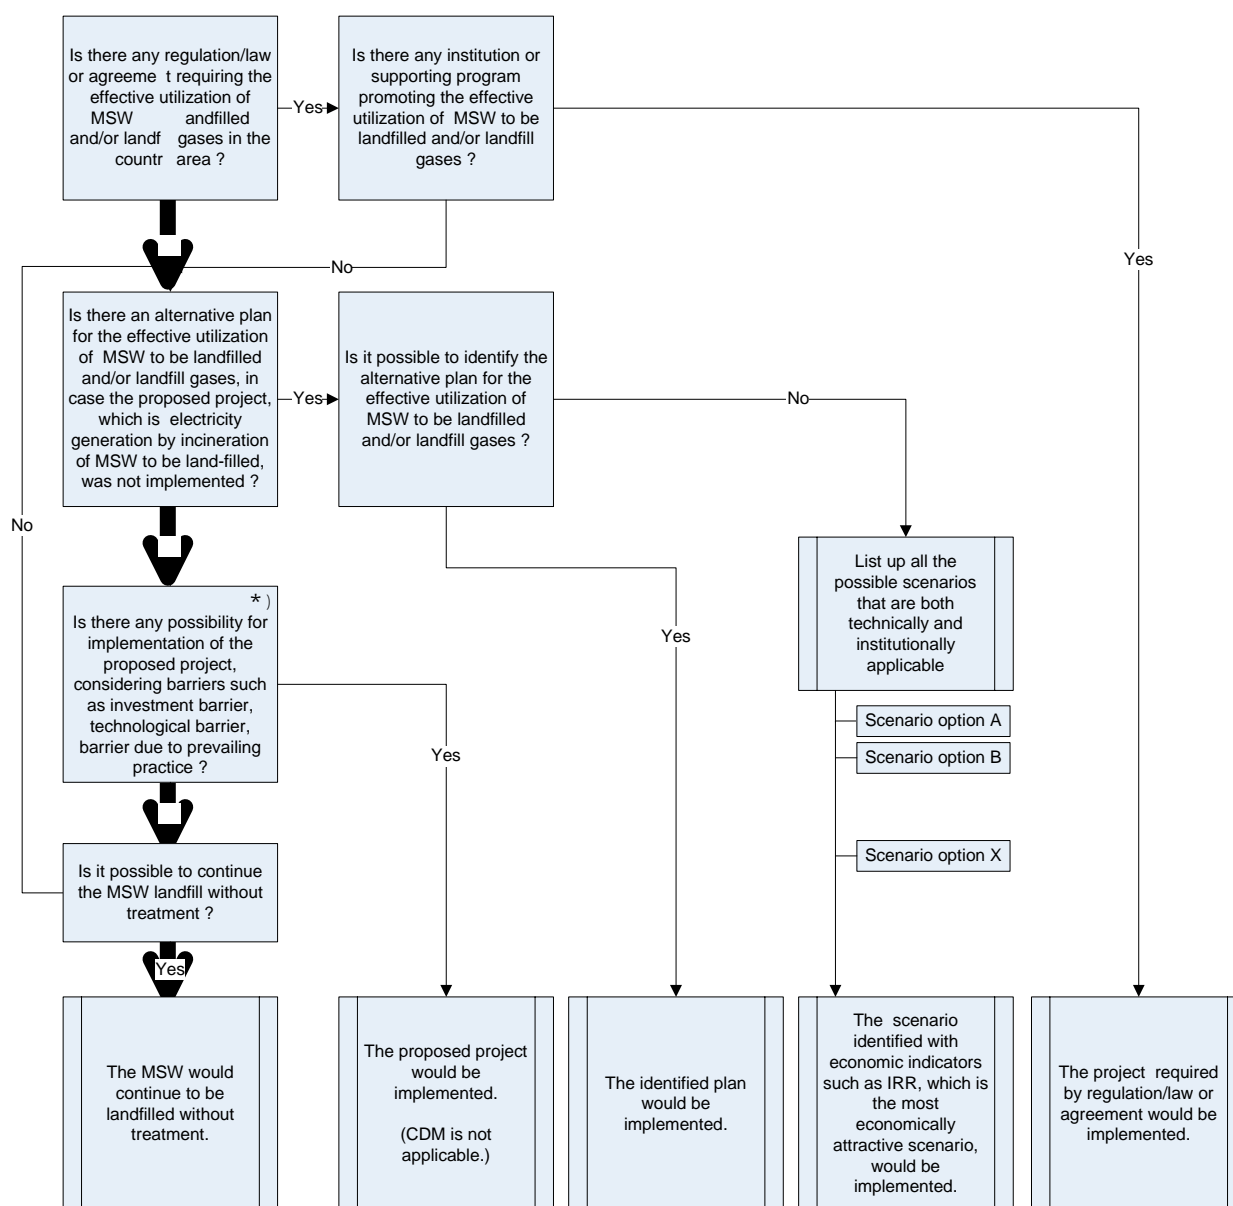 Is there any regulation/law
or agreeme t requiring the
effective utilization of
MSW andfilled
and/or landf gases in the
countr area ?
Yes
Is there any institution or
supporting program
promoting the effective
utilization of MSW to be
landfilled and/or landfill
gases ?
Yes
No
Is there an alternative plan
for the effective utilization
of MSW to be landfilled
and/or landfill gases, in
case the proposed project,
which is electricity
generation by incineration
of MSW to be land-filled,
was not implemented ?
Yes
Is it possible to identify the
alternative plan for the
effective utilization of
MSW to be landfilled
and/or landfill gases ?
No
No
List up all the
possible scenarios
that are both
technically and
institutionally
applicable
Yes
*)
Is there any possibility for
implementation of the
proposed project,
considering barriers such
as investment barrier,
technological barrier,
barrier due to prevailing
practice ?
Yes
Scenario option A
Scenario option B
Scenario option X
Is it possible to continue
the MSW landfill without
treatment ?
Yes
The MSW would
continue to be
landfilled without
treatment.
The proposed project
would be
implemented.
(CDM is not
applicable.)
The identified plan
would be
implemented.
The scenario
identified with
economic indicators
such as IRR, which is
the most
economically
attractive scenario,
would be
implemented.
The project required
by regulation/law or
agreement would be
implemented.